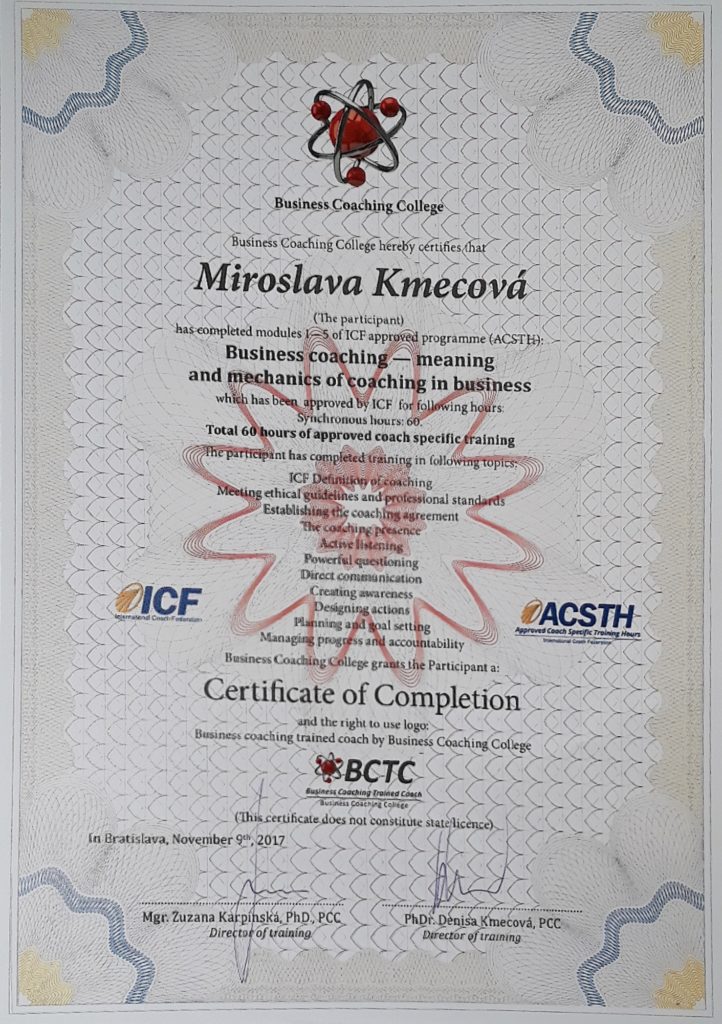 Business Coaching College
Business Coaching College hereby certifies that
Miroslava Kmecová
(The participant)
has completed modules 1—5 of ICF approved programme (ACSTH):
Business coaching — meaning
and mechanics of coaching in business
which has been approved by ICF for following hours:
Synchronous hours: 60.
Total 60 hours of approved coach specific training
The participant has completed training in following topics:
ICF Definition of coaching
Meeting ethical guidelines and professional standards
Establishing the coaching agreement
The coaching presence
Active listening
Powerful questioning
Direct communication
Creating awareness
Designing actions
Planning and goal setting
Managing progress and accountability
ICF
International Coach Federation
ACSTH
Approved Coach Specific Training Hours
International Coach Federation
Business Coaching College grants the Participant a:
Certificate of Completion
and the right to use logo:
Business coaching trained coach by Business Coaching College
BCTC
Business Coaching Trained Coach
Business Coaching College
(This certificate does not constitute state licence)
In Bratislava, November 9th, 2017
Mgr. Zuzana Karpinská, PhD., PCC
Director of training
PhDr. Denisa Kmecová, PCC
Director of training